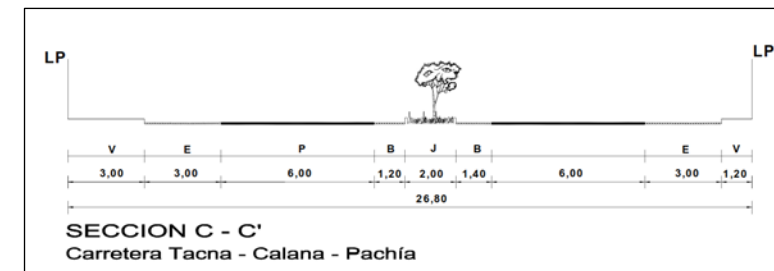 LP LP
V E P B J B E V
3,00 3,00 6,00 1,20 2,00 1,40 6,00 3,00 1,20
26,80
SECCION C - C'
Carretera Tacna - Calana - Pachía